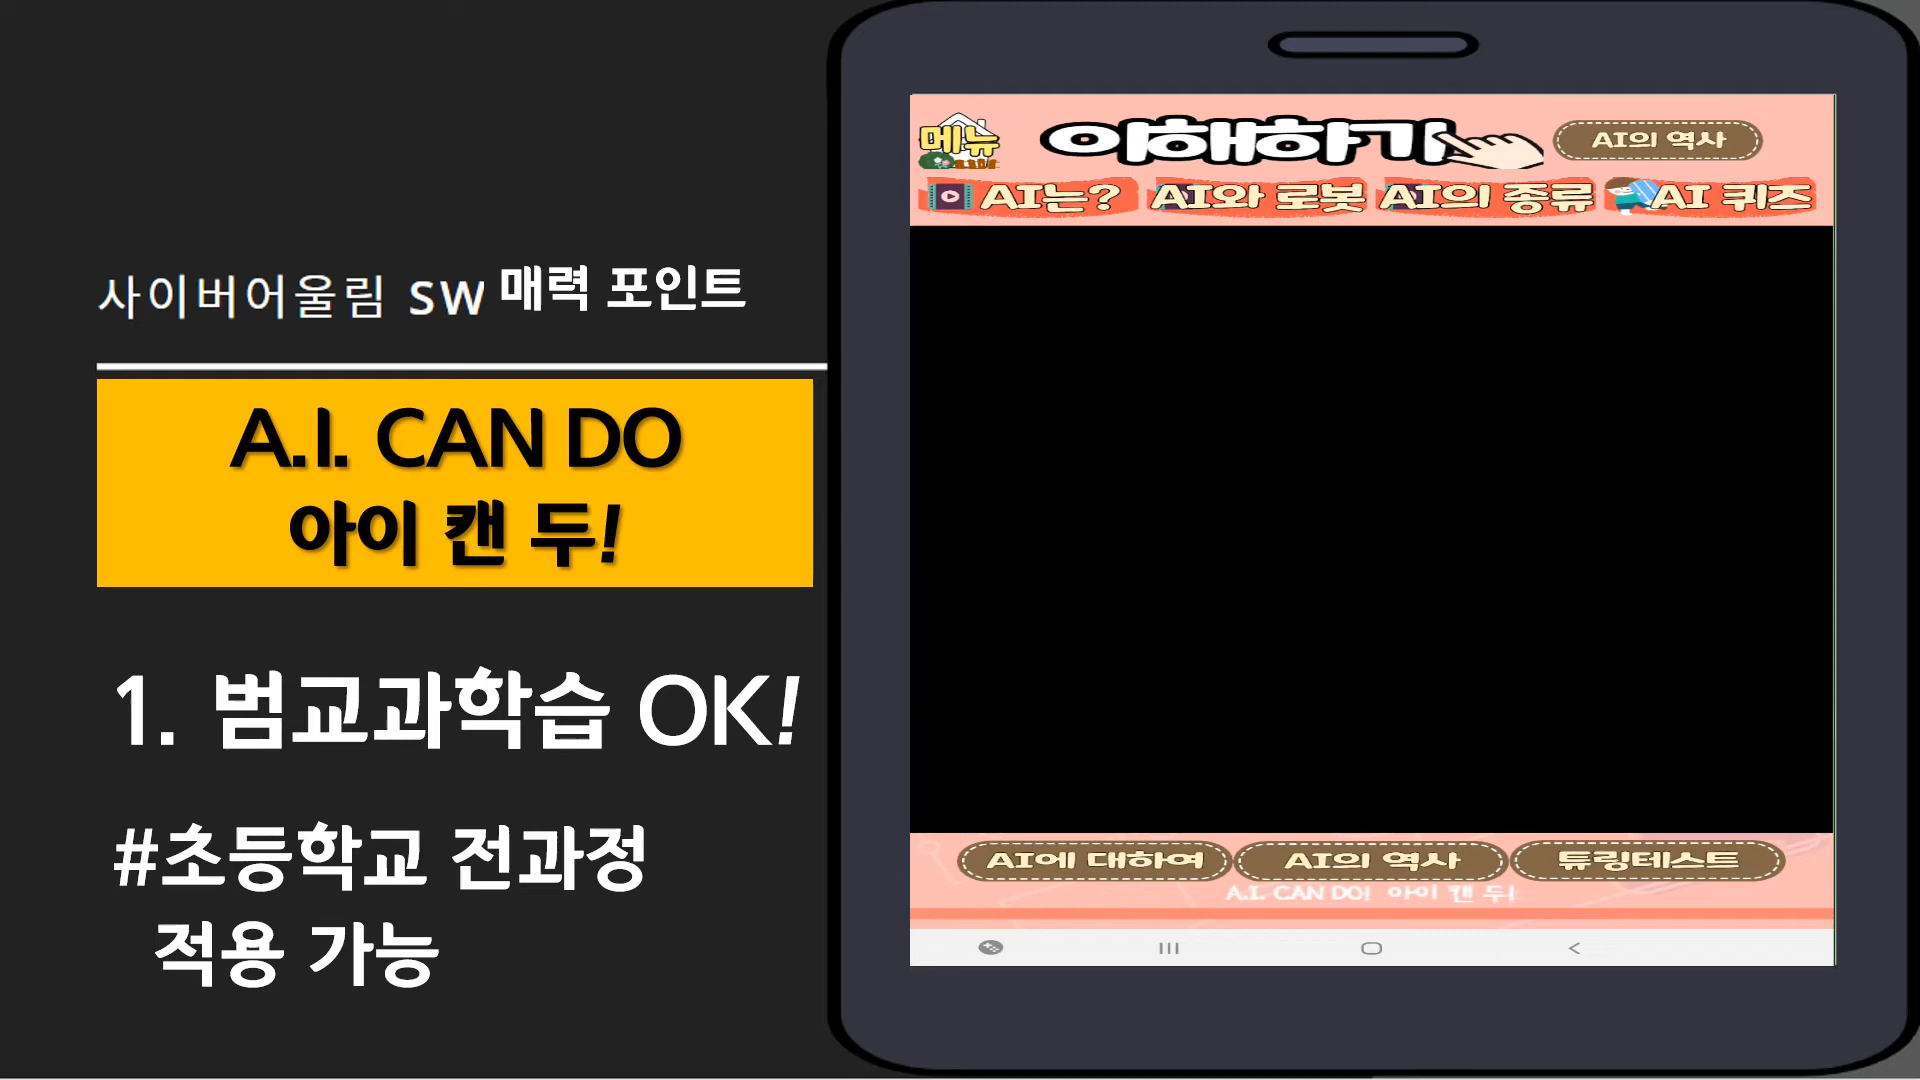 사이버어울림 SW 매력 포인트
A.I. CAN DO
아이 캔 두!
1. 범교과학습 OK!
#초등학교 전과정
적용 가능
메뉴
이해하기
AI의 역사
AI는?
AI와 로봇
AI의 종류
AI 퀴즈
AI에 대하여
AI의 역사
튜링테스트
A.I. CAN DO! 아이 캔 두!